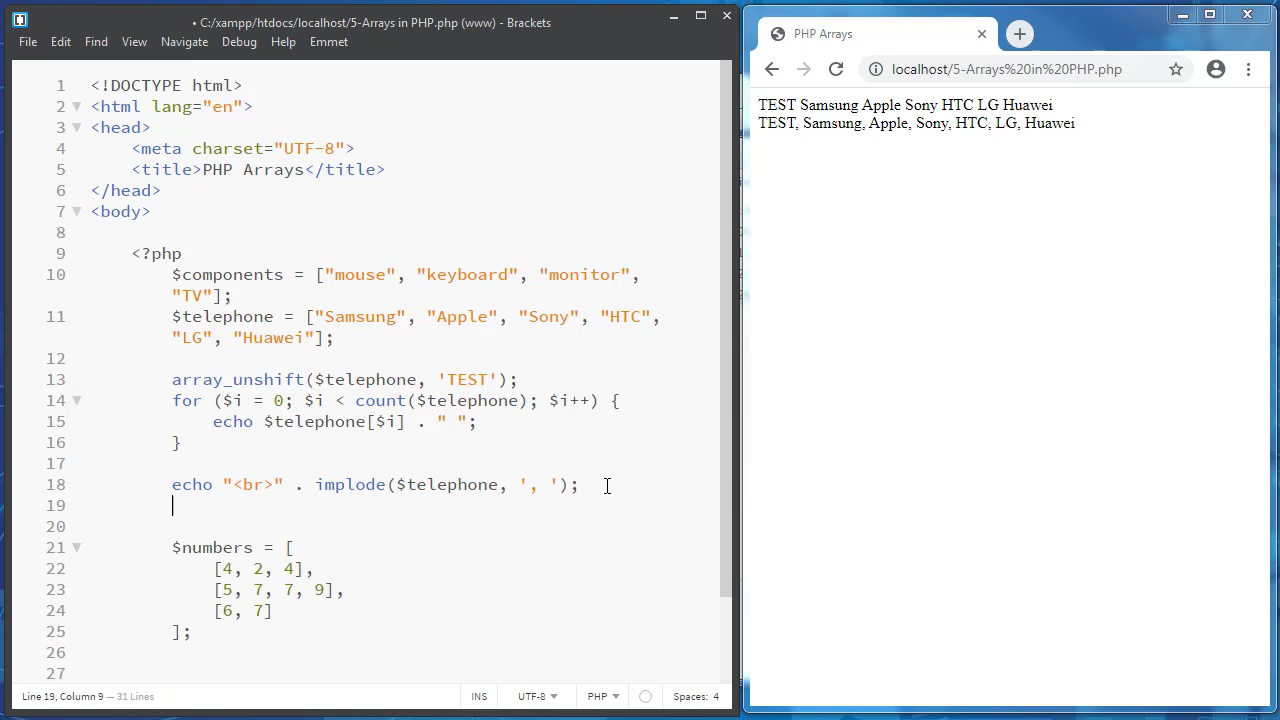 • C:/xampp/htdocs/localhost/5-Arrays in PHP.php (www) - Brackets
File Edit Find View Navigate Debug Help Emmet
1 <!DOCTYPE html>
2 <html lang="en">
3 <head>
4 <meta charset="UTF-8">
5 <title>PHP Arrays</title>
6 </head>
7 <body>
8
9 <?php
10 $components = ["mouse", "keyboard", "monitor",
"TV"];
11 $telephone = ["Samsung", "Apple", "Sony", "HTC",
"LG", "Huawei"];
12
13 array_unshift($telephone, 'TEST');
14 for ($i = 0; $i < count($telephone); $i++) {
15 echo $telephone[$i] . " ";
16 }
17
18 echo "<br>" . implode($telephone, ', ');
19
20
21 $numbers = [
22 [4, 2, 4],
23 [5, 7, 7, 9],
24 [6, 7]
25 ];
26
27
Line 19, Column 9 — 31 Lines INS UTF-8 PHP Spaces: 4
PHP Arrays
localhost/5-Arrays%20in%20PHP.php
TEST Samsung Apple Sony HTC LG Huawei
TEST, Samsung, Apple, Sony, HTC, LG, Huawei